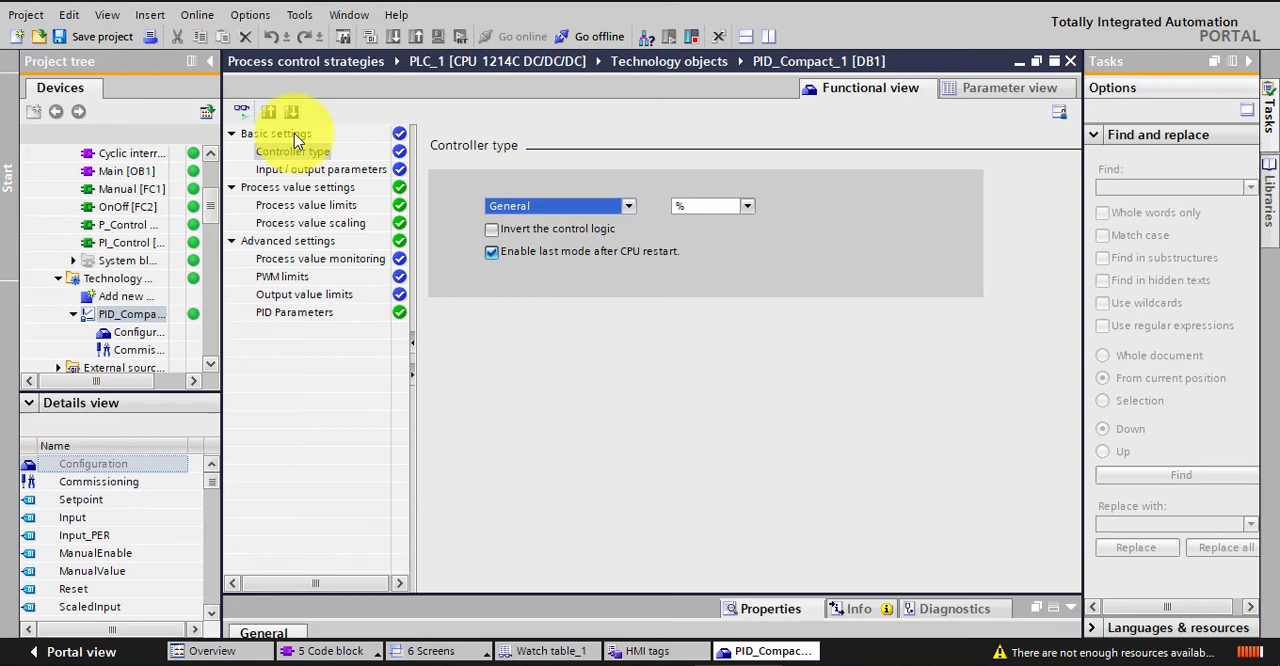 Project Edit View Insert Online Options Tools Window Help
Totally Integrated Automation
PORTAL
Save project Go online Go offline
Project tree
Process control strategies PLC_1 [CPU 1214C DC/DC/DC] Technology objects PID_Compact_1 [DB1]
Tasks
Devices
Functional view Parameter view
Options
Start
Tasks
Libraries
Cyclic interr...
Main [OB1]
Manual [FC1]
OnOff [FC2]
P_Control ...
PI_Control [...
System bl...
Technology ...
Add new ...
PID_Compa...
Configur...
Commis...
External sourc...
Basic settings
Controller type
Input / output parameters
Process value settings
Process value limits
Process value scaling
Advanced settings
Process value monitoring
PWM limits
Output value limits
PID Parameters
Controller type
General %
Invert the control logic
Enable last mode after CPU restart.
Find and replace
Find:
Whole words only
Match case
Find in substructures
Find in hidden texts
Use wildcards
Use regular expressions
Whole document
From current position
Selection
Down
Up
Find
Replace with:
Replace Replace all
Languages & resources
Details view
Name
Configuration
Commissioning
Setpoint
Input
Input_PER
ManualEnable
ManualValue
Reset
ScaledInput
Properties Info Diagnostics
General
Portal view Overview 5 Code block 6 Screens Watch table_1 HMI tags PID_Compac... There are not enough resources availab...